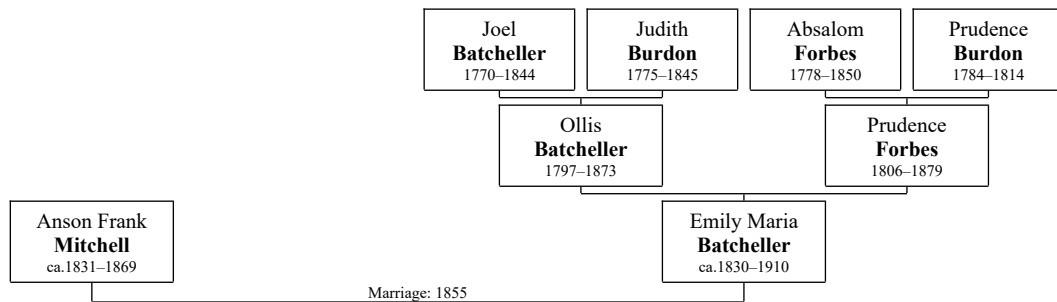 Joel
Batcheller
1770–1844
Judith
Burdon
1775–1845
Absalom
Forbes
1778–1850
Prudence
Burdon
1784–1814
Ollis
Batcheller
1797–1873
Prudence
Forbes
1806–1879
Anson Frank
Mitchell
ca.1831–1869
Emily Maria
Batcheller
ca.1830–1910
Marriage: 1855